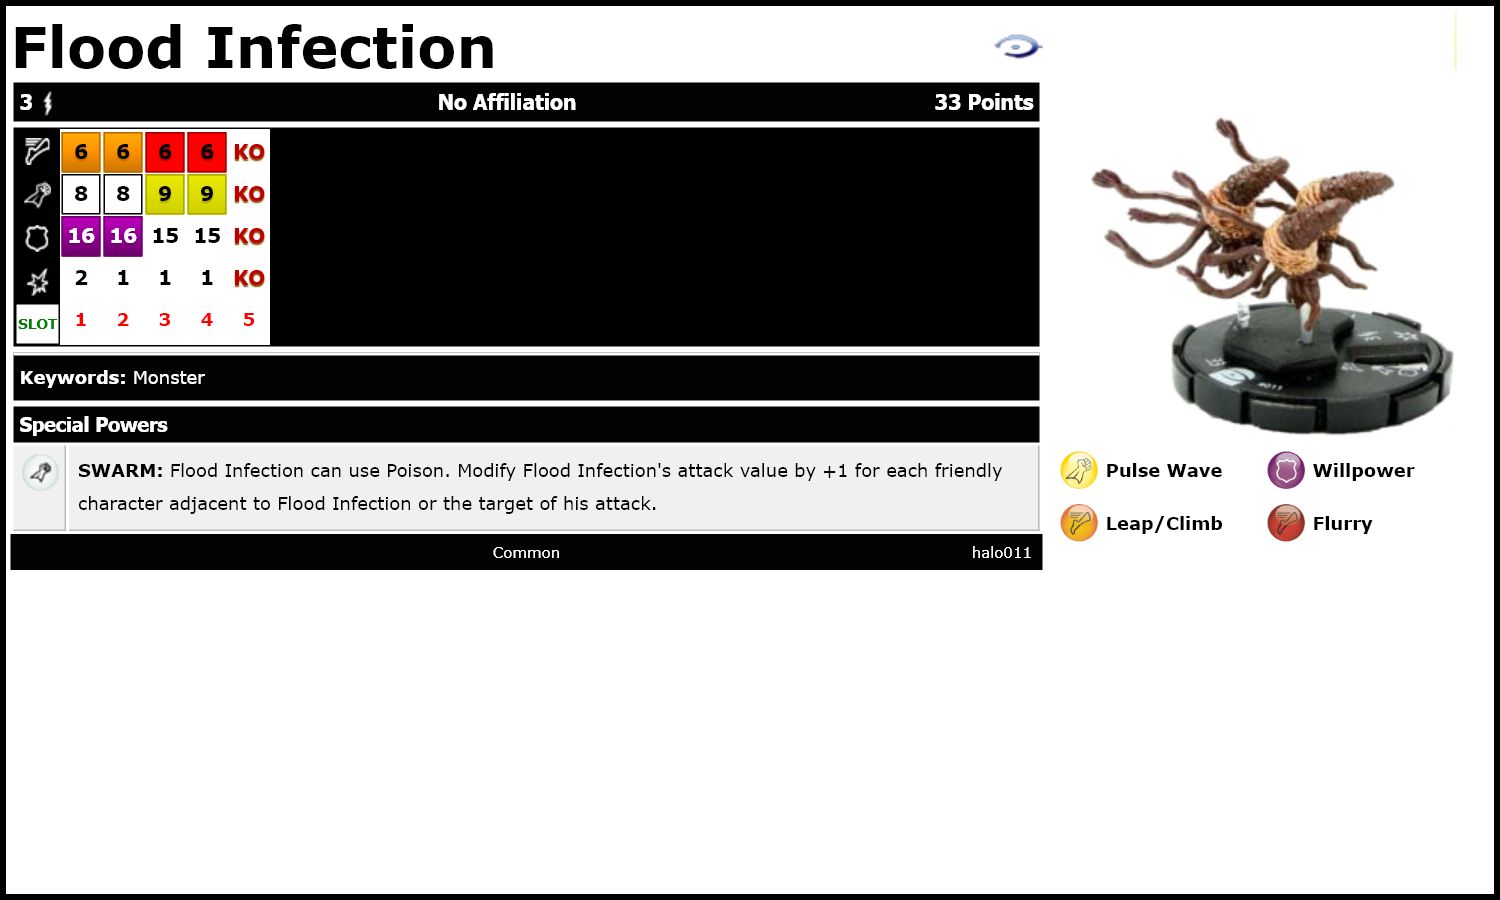 Flood Infection
3 No Affiliation 33 Points
6 6 6 6 KO
8 8 9 9 KO
16 16 15 15 KO
2 1 1 1 KO
SLOT 1 2 3 4 5
Keywords: Monster
Special Powers
SWARM: Flood Infection can use Poison. Modify Flood Infection's attack value by +1 for each friendly
character adjacent to Flood Infection or the target of his attack.
Common halo011
Pulse Wave Willpower
Leap/Climb Flurry